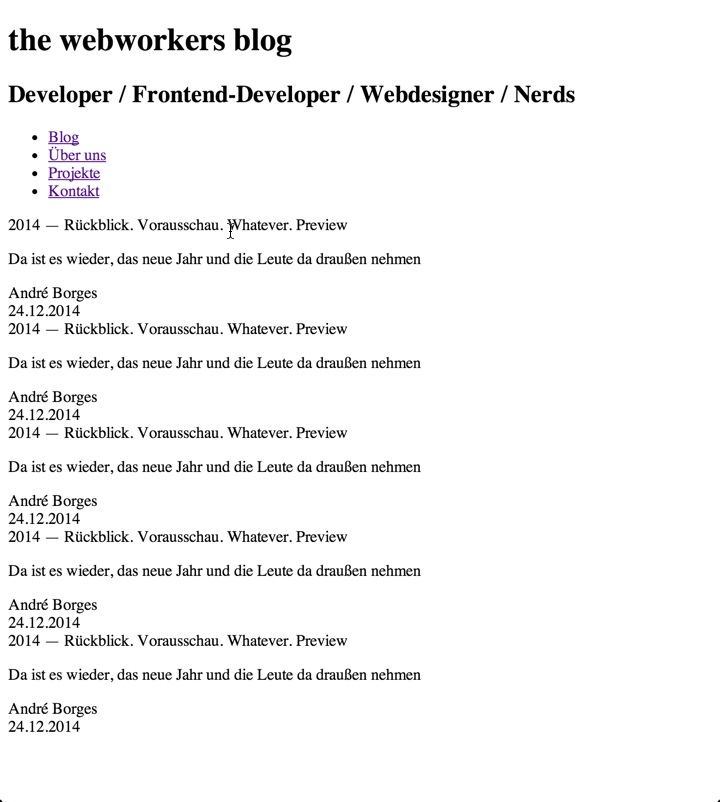 the webworkers blog
Developer / Frontend-Developer / Webdesigner / Nerds
Blog
Über uns
Projekte
Kontakt
2014 — Rückblick. Vorausschau. Whatever. Preview
Da ist es wieder, das neue Jahr und die Leute da draußen nehmen
André Borges
24.12.2014
2014 — Rückblick. Vorausschau. Whatever. Preview
Da ist es wieder, das neue Jahr und die Leute da draußen nehmen
André Borges
24.12.2014
2014 — Rückblick. Vorausschau. Whatever. Preview
Da ist es wieder, das neue Jahr und die Leute da draußen nehmen
André Borges
24.12.2014
2014 — Rückblick. Vorausschau. Whatever. Preview
Da ist es wieder, das neue Jahr und die Leute da draußen nehmen
André Borges
24.12.2014
2014 — Rückblick. Vorausschau. Whatever. Preview
Da ist es wieder, das neue Jahr und die Leute da draußen nehmen
André Borges
24.12.2014